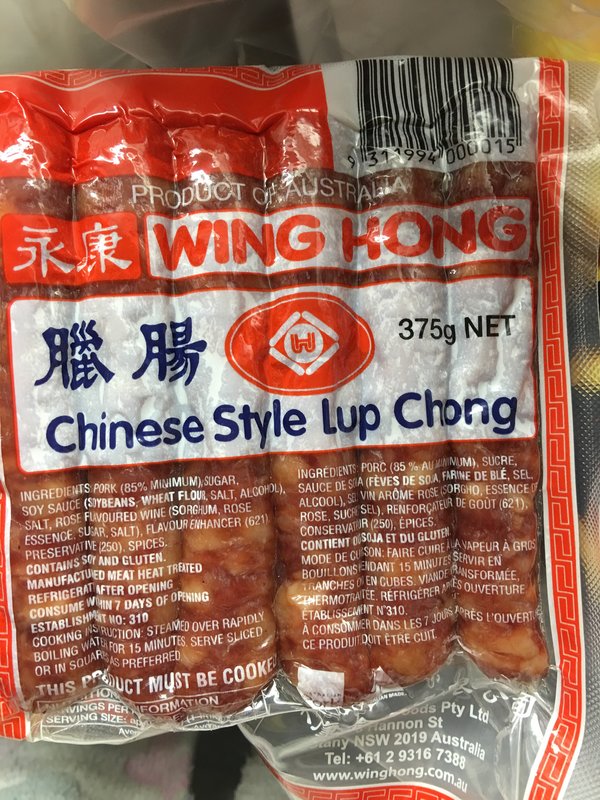 9 311994 000015
PRODUCT OF AUSTRALIA
永康 WING HONG
臘腸
375g NET
Chinese Style Lup Chong
INGREDIENTS: PORK (85% MINIMUM), SUGAR,
SOY SAUCE (SOYBEANS, WHEAT FLOUR, SALT, ALCOHOL),
SALT, ROSE FLAVOURED WINE (SORGHUM, ROSE
ESSENCE, SUGAR, SALT), FLAVOUR ENHANCER (621),
PRESERVATIVE (250), SPICES.
CONTAINS SOY AND GLUTEN.
MANUFACTURED MEAT HEAT TREATED
REFRIGERATE AFTER OPENING
CONSUME WITHIN 7 DAYS OF OPENING
ESTABLISHMENT NO: 310
COOKING INSTRUCTION: STEAMED OVER RAPIDLY
BOILING WATER FOR 15 MINUTES, SERVE SLICED
OR IN SQUARES AS PREFERRED
THIS PRODUCT MUST BE COOKED
INGRÉDIENTS: PORC (85 % AU MINIMUM), SUCRE,
SAUCE DE SOJA (FÈVES DE SOJA, FARINE DE BLÉ, SEL,
ALCOOL), SEL, VIN ARÔME ROSE (SORGHO, ESSENCE DE
ROSE, SUCRE, SEL), RENFORÇATEUR DE GOÛT (621),
CONSERVATEUR (250), ÉPICES.
CONTIENT DU SOJA ET DU GLUTEN.
MODE DE CUISSON: FAIRE CUIRE À LA VAPEUR À GROS
BOUILLONS PENDANT 15 MINUTES. SERVIR EN
TRANCHES OU EN CUBES. VIANDE TRANSFORMÉE,
THERMOTRAITÉE. RÉFRIGÉRER APRÈS OUVERTURE
ÉTABLISSEMENT N°310.
À CONSOMMER DANS LES 7 JOURS APRÈS L'OUVERTURE
CE PRODUIT DOIT ÊTRE CUIT.
INFORMATION
SERVINGS PER
SERVING SIZE:
Pty Ltd
St
NSW 2019 Australia
Tel: +61 2 9316 7388
www.winghong.com.au